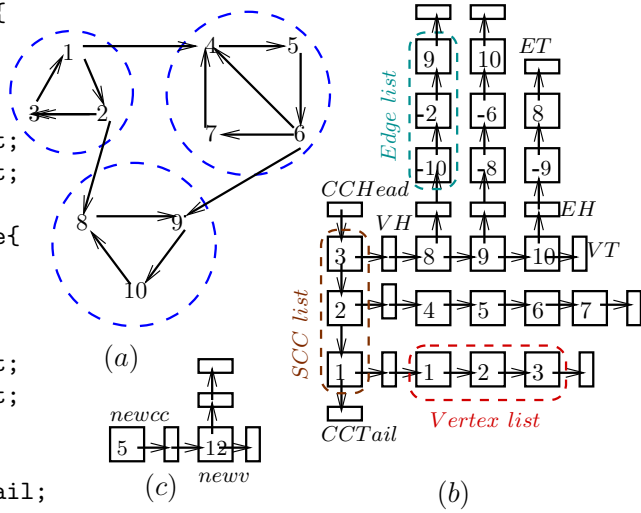 {
t;
t;
e{
t;
t;
ail;
1
2
3
4
5
6
7
8
9
10
(a)
newcc
5
12
newv
(c)
Edge list
9
-2
-10
10
-6
-8
ET
8
-9
EH
CCHead
VH
VT
3
8
9
10
SCC list
2
4
5
6
7
1
1
2
3
Vertex list
CCTail
(b)